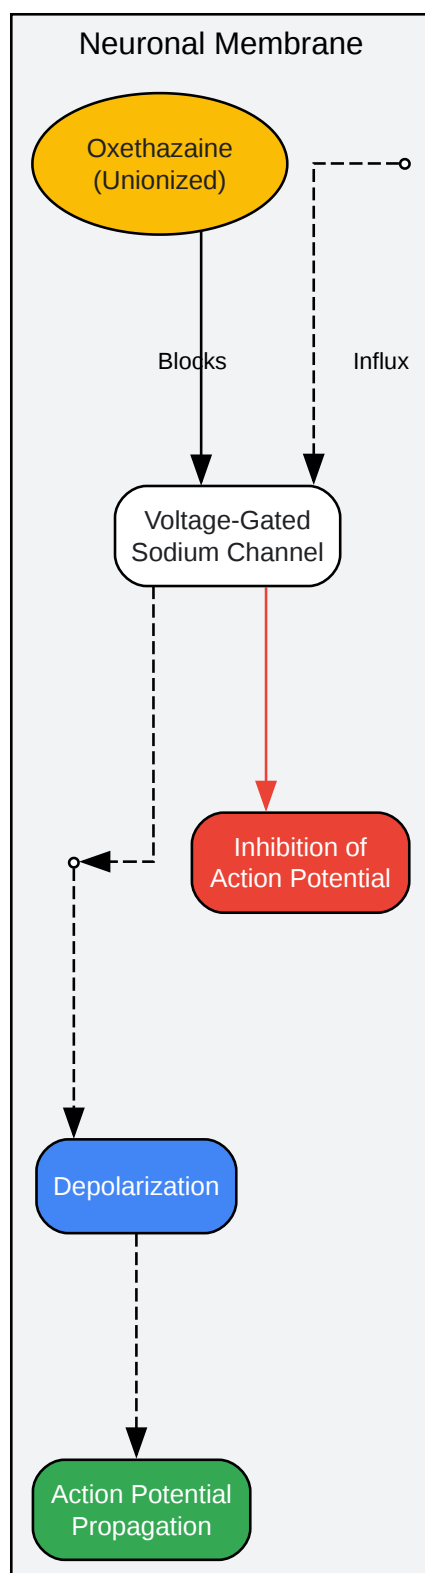 Neuronal Membrane
Oxethazaine
(Unionized)
Blocks
Influx
Voltage-Gated
Sodium Channel
Inhibition of
Action Potential
Depolarization
Action Potential
Propagation